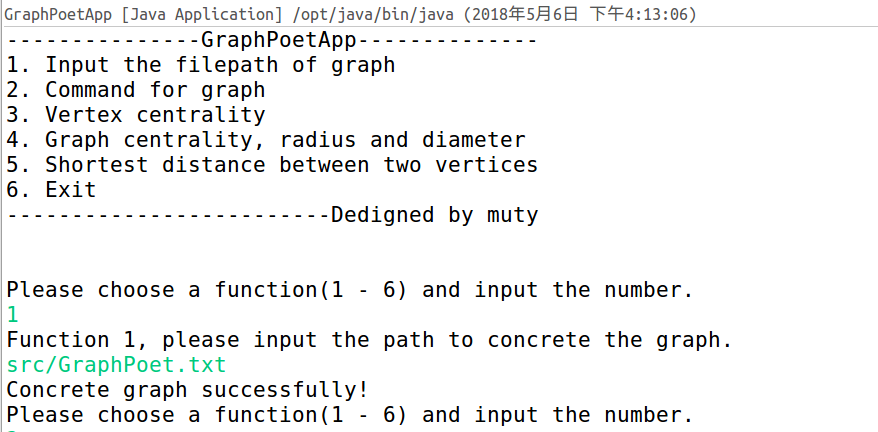 GraphPoetApp [Java Application] /opt/java/bin/java (2018年5月6日 下午4:13:06)
---------------GraphPoetApp--------------
1. Input the filepath of graph
2. Command for graph
3. Vertex centrality
4. Graph centrality, radius and diameter
5. Shortest distance between two vertices
6. Exit
-------------------------Dedigned by muty
Please choose a function(1 - 6) and input the number.
1
Function 1, please input the path to concrete the graph.
src/GraphPoet.txt
Concrete graph successfully!
Please choose a function(1 - 6) and input the number.